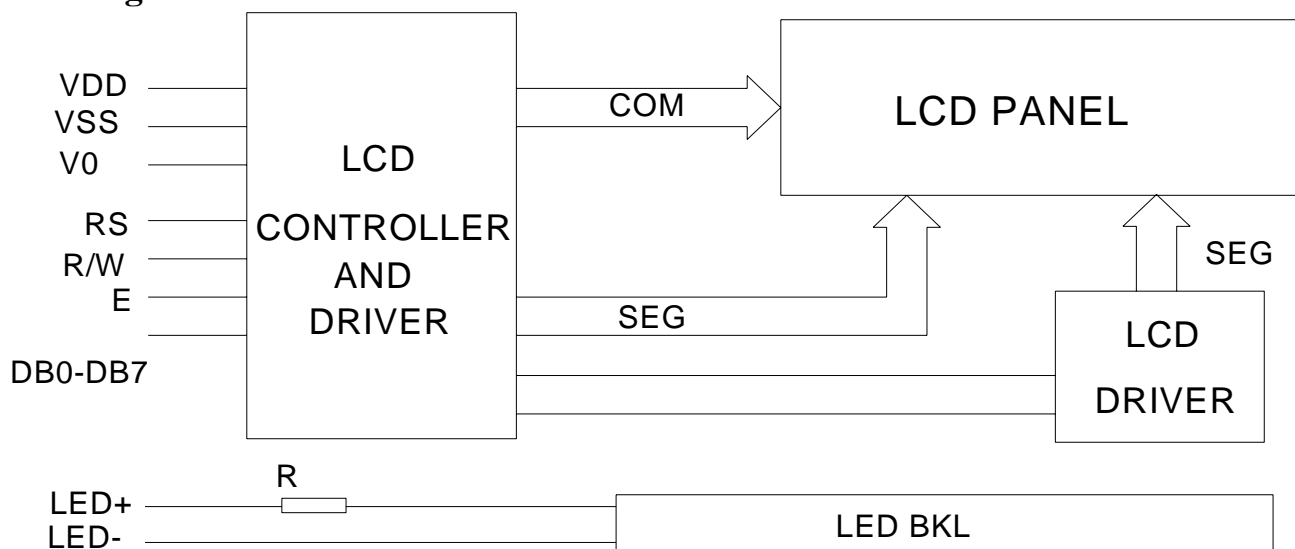 VDD
VSS
V0
RS
R/W
E
DB0-DB7
LCD
CONTROLLER
AND
DRIVER
COM
SEG
LCD PANEL
SEG
LCD
DRIVER
R
LED+
LED-
LED BKL